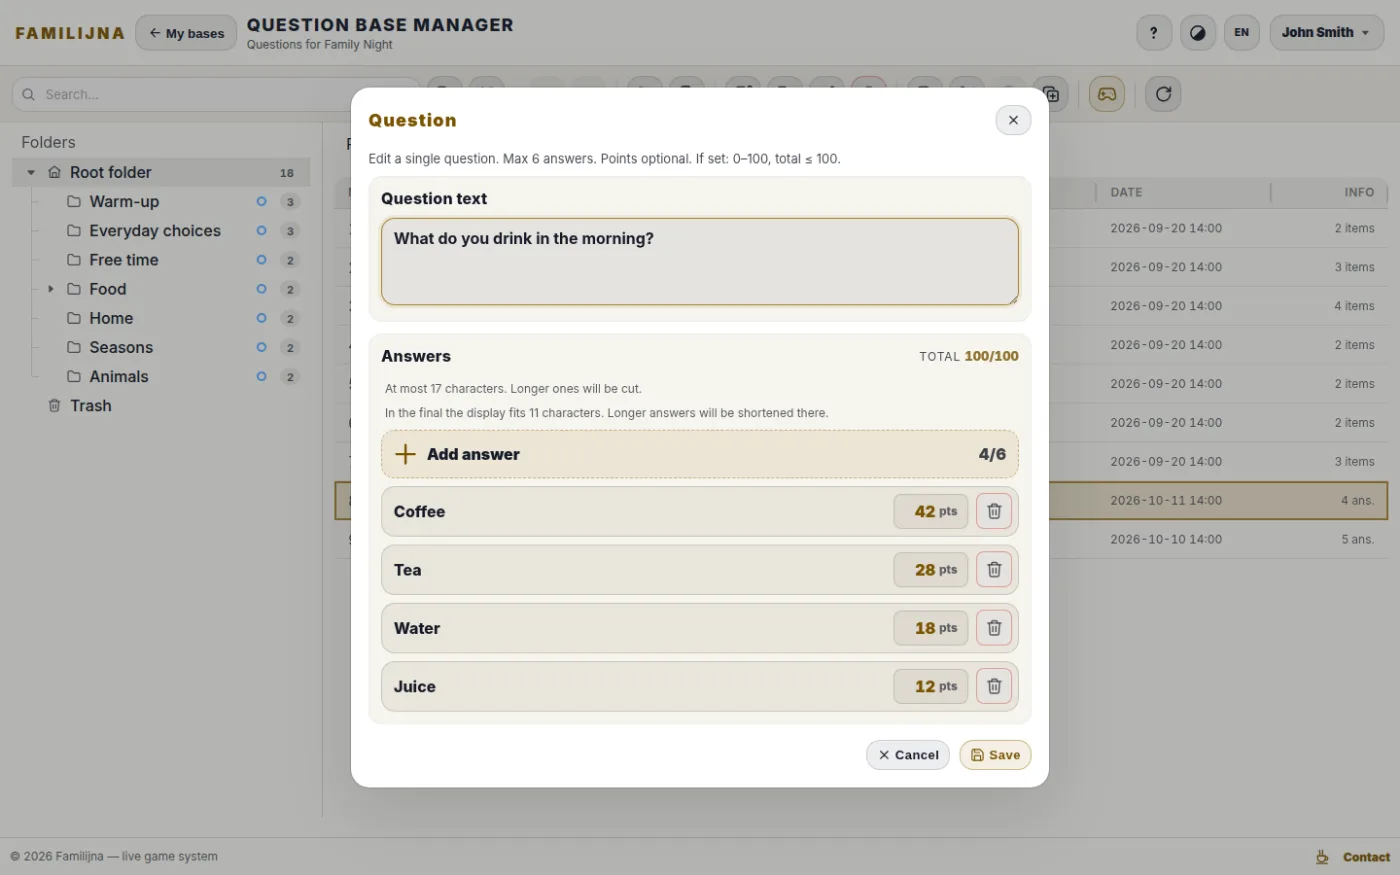 FAMILIJNA
← My bases
QUESTION BASE MANAGER
Questions for Family Night
?
EN
John Smith
Search...
Folders
Root folder 18
Warm-up 3
Everyday choices 3
Free time 2
Food 2
Home 2
Seasons 2
Animals 2
Trash
DATE INFO
2026-09-20 14:00 2 items
2026-09-20 14:00 3 items
2026-09-20 14:00 4 items
2026-09-20 14:00 2 items
2026-09-20 14:00 2 items
2026-09-20 14:00 2 items
2026-09-20 14:00 3 items
2026-10-11 14:00 4 ans.
2026-10-10 14:00 5 ans.
Question
Edit a single question. Max 6 answers. Points optional. If set: 0–100, total ≤ 100.
Question text
What do you drink in the morning?
Answers TOTAL 100/100
At most 17 characters. Longer ones will be cut.
In the final the display fits 11 characters. Longer answers will be shortened there.
Add answer 4/6
Coffee 42 pts
Tea 28 pts
Water 18 pts
Juice 12 pts
Cancel
Save
© 2026 Familijna — live game system
Contact